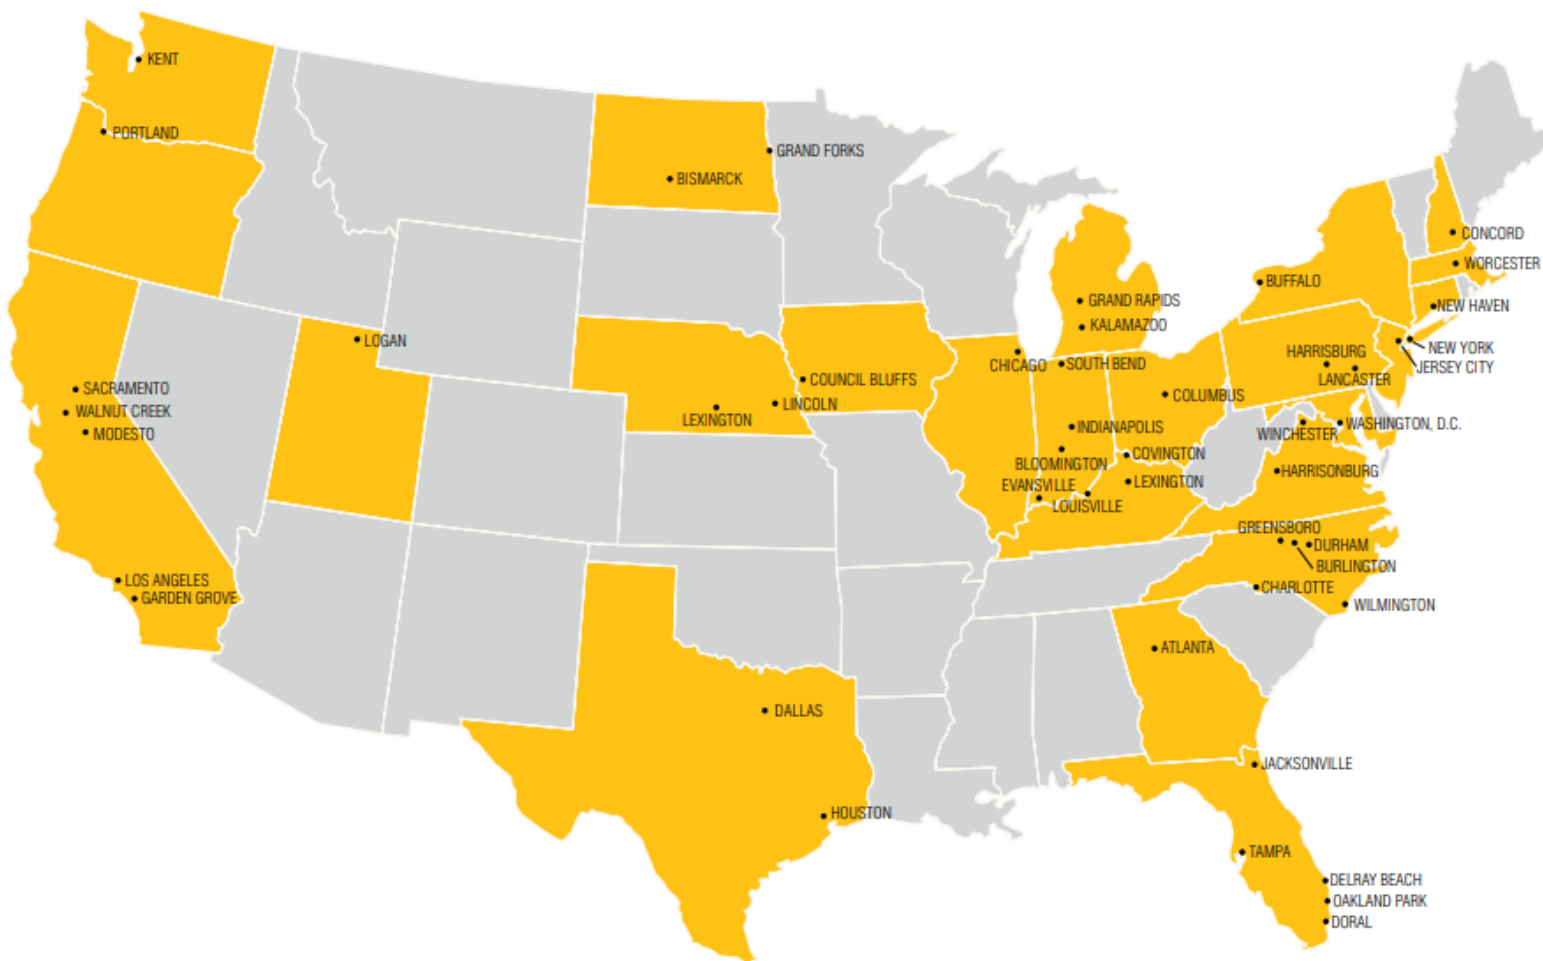 KENT
PORTLAND
GRAND FORKS
BISMARCK
CONCORD
WORCESTER
BUFFALO
NEW HAVEN
GRAND RAPIDS
KALAMAZOO
LOGAN
NEW YORK
JERSEY CITY
HARRISBURG
LANCASTER
CHICAGO
SOUTH BEND
COUNCIL BLUFFS
SACRAMENTO
WALNUT CREEK
MODESTO
LEXINGTON
LINCOLN
COLUMBUS
INDIANAPOLIS
WASHINGTON, D.C.
WINCHESTER
BLOOMINGTON
COVINGTON
HARRISONBURG
EVANSVILLE
LEXINGTON
LOUISVILLE
GREENSBORO
DURHAM
BURLINGTON
LOS ANGELES
GARDEN GROVE
CHARLOTTE
WILMINGTON
ATLANTA
DALLAS
JACKSONVILLE
HOUSTON
TAMPA
DELRAY BEACH
OAKLAND PARK
DORAL